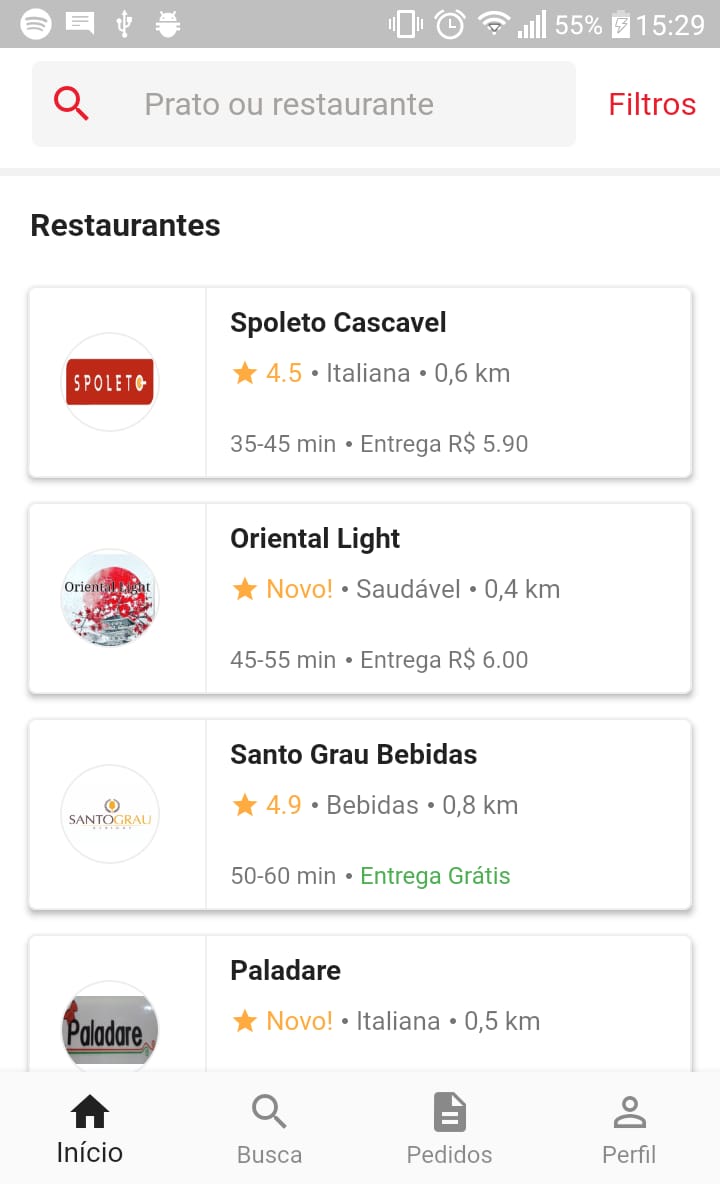 55% 15:29
Prato ou restaurante Filtros
Restaurantes
Spoleto Cascavel
SPOLETO
4.5 • Italiana • 0,6 km
35-45 min • Entrega R$ 5.90
Oriental Light
Oriental Light
Novo! • Saudável • 0,4 km
45-55 min • Entrega R$ 6.00
Santo Grau Bebidas
4.9 • Bebidas • 0,8 km
SANTOGRAU
BEBIDAS
50-60 min • Entrega Grátis
Paladare
Novo! • Italiana • 0,5 km
Paladare
Início Busca Pedidos Perfil